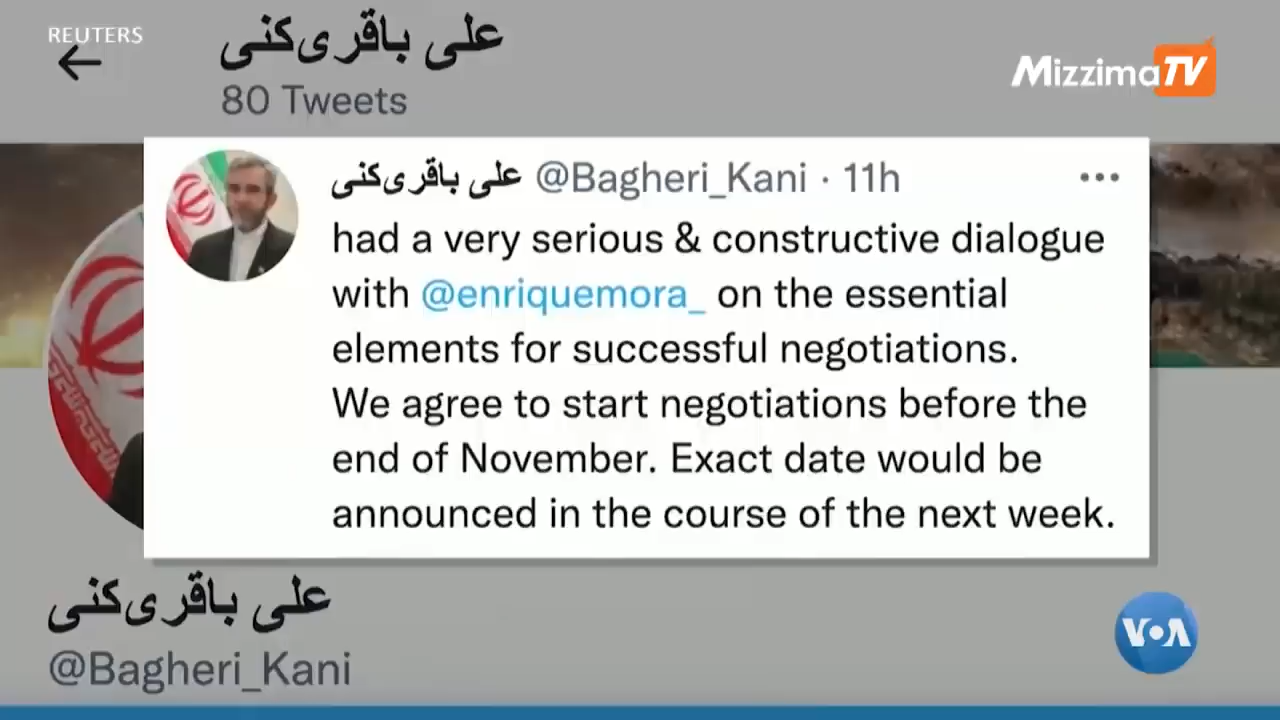 REUTERS
علی باقری‌کنی
80 Tweets
MizzimaTV
علی باقری‌کنی @Bagheri_Kani · 11h
had a very serious & constructive dialogue
with @enriquemora_ on the essential
elements for successful negotiations.
We agree to start negotiations before the
end of November. Exact date would be
announced in the course of the next week.
علی باقری‌کنی
@Bagheri_Kani
VOA